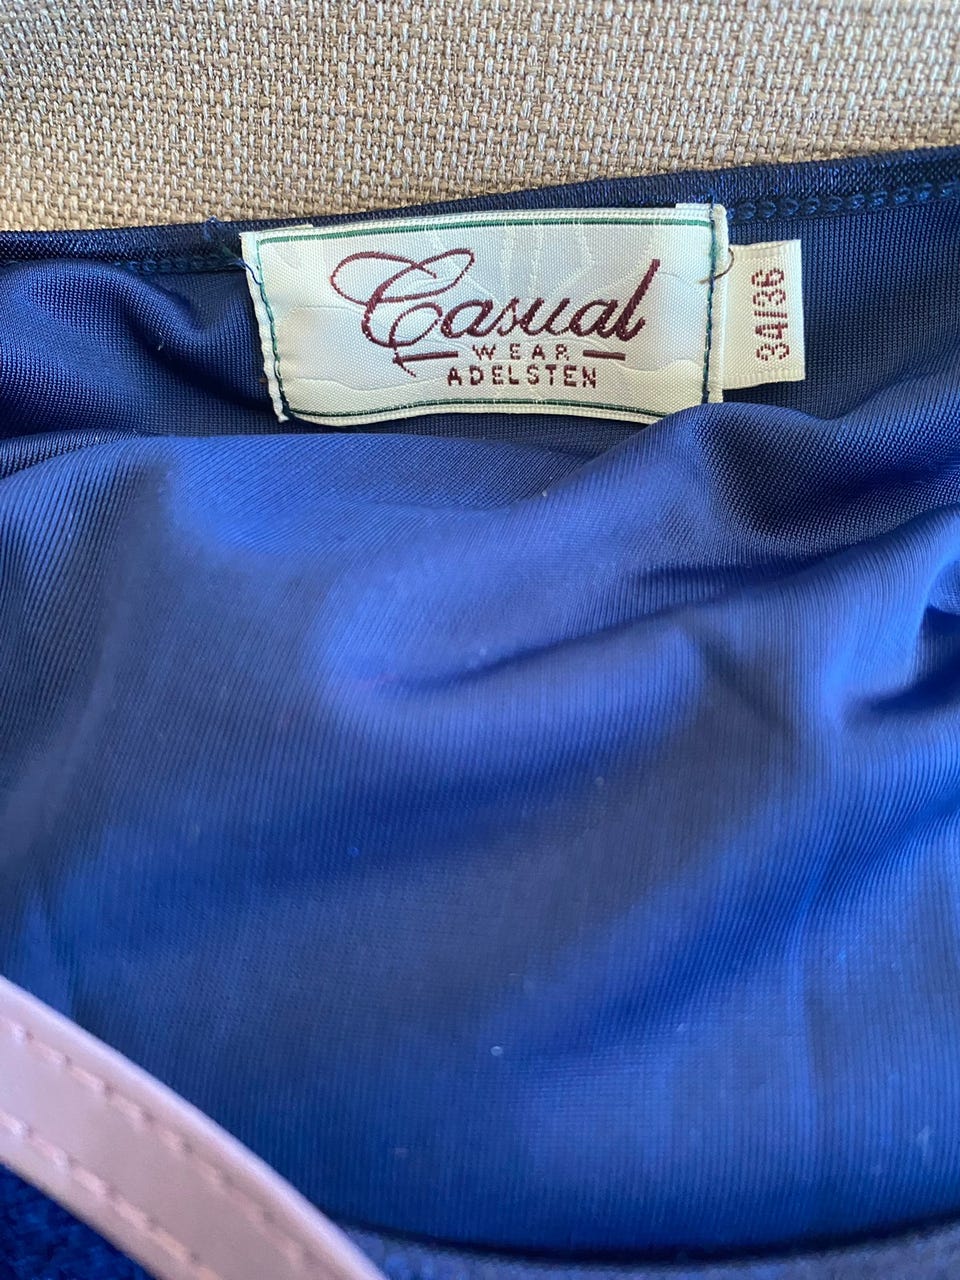 Casual
WEAR
ADELSTEN
34/36